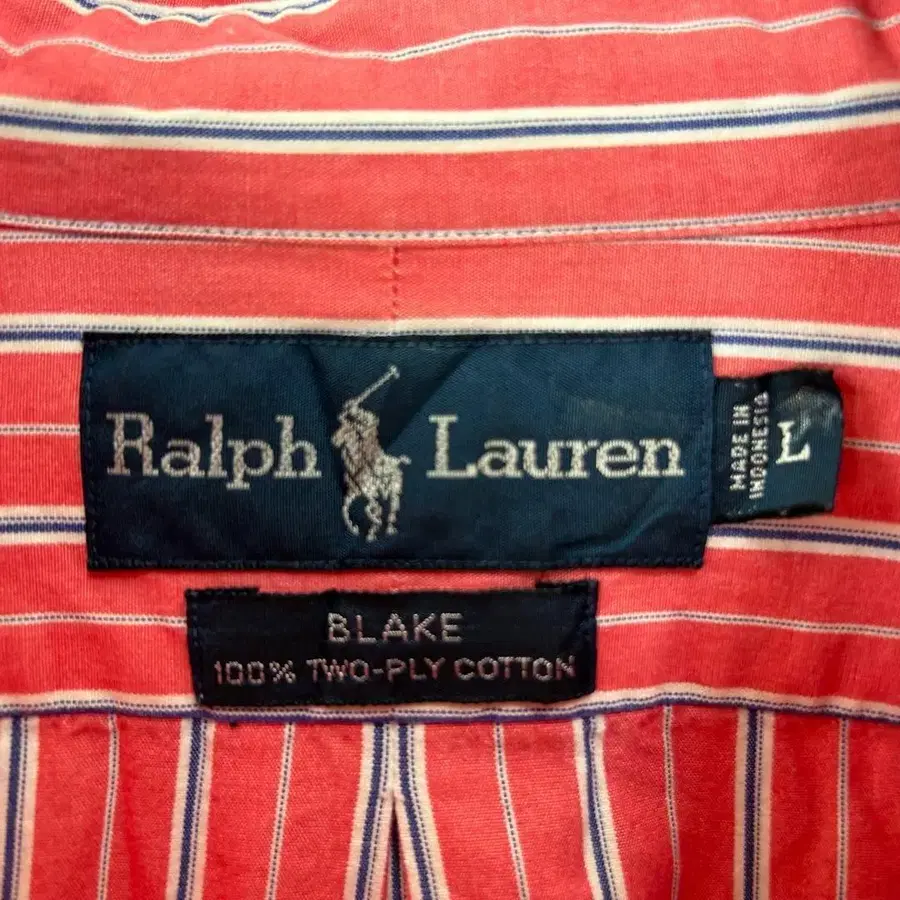 Ralph Lauren
MADE IN
INDONESIA
L
BLAKE
100% TWO-PLY COTTON